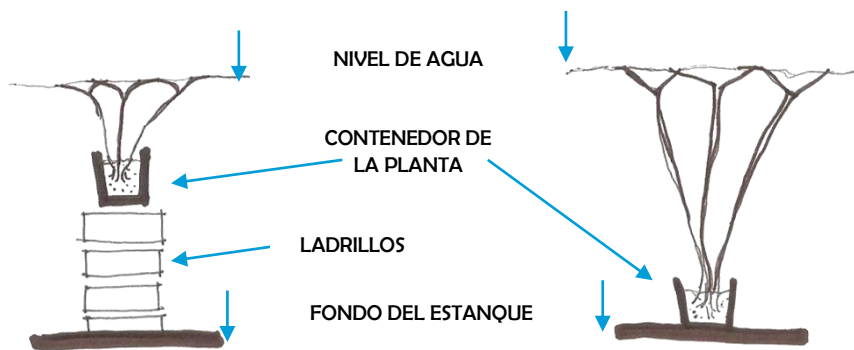 NIVEL DE AGUA
CONTENEDOR DE
LA PLANTA
LADRILLOS
FONDO DEL ESTANQUE